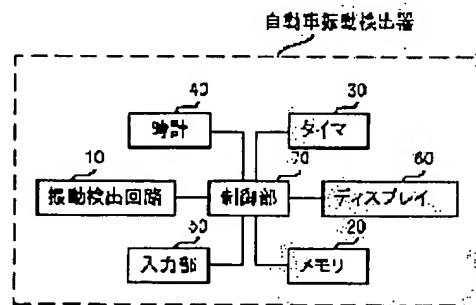 自動車振動検出器
40 30
時計 タイマ
10 70 60
振動検出回路 制御部 ディスプレイ
50 20
入力部 メモリ